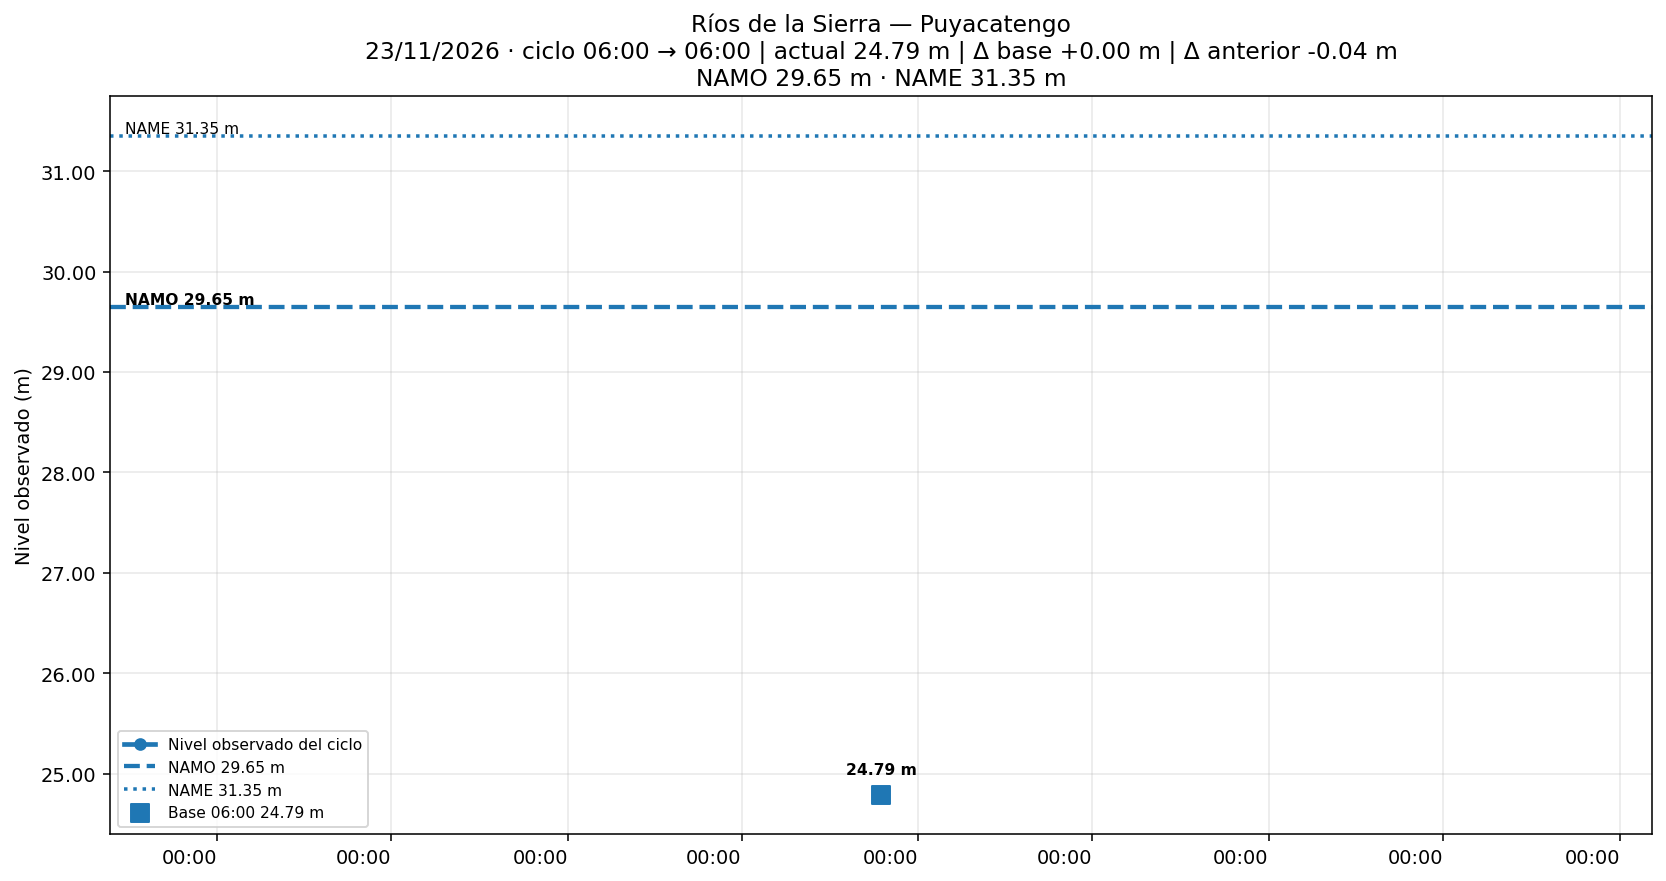 Ríos de la Sierra — Puyacatengo
23/11/2026 · ciclo 06:00 → 06:00 | actual 24.79 m | Δ base +0.00 m | Δ anterior -0.04 m
NAMO 29.65 m · NAME 31.35 m
NAME 31.35 m
31.00
30.00
NAMO 29.65 m
29.00
Nivel observado (m)
28.00
27.00
26.00
25.00
24.79 m
Nivel observado del ciclo
NAMO 29.65 m
NAME 31.35 m
Base 06:00 24.79 m
00:00 00:00 00:00 00:00 00:00 00:00 00:00 00:00 00:00